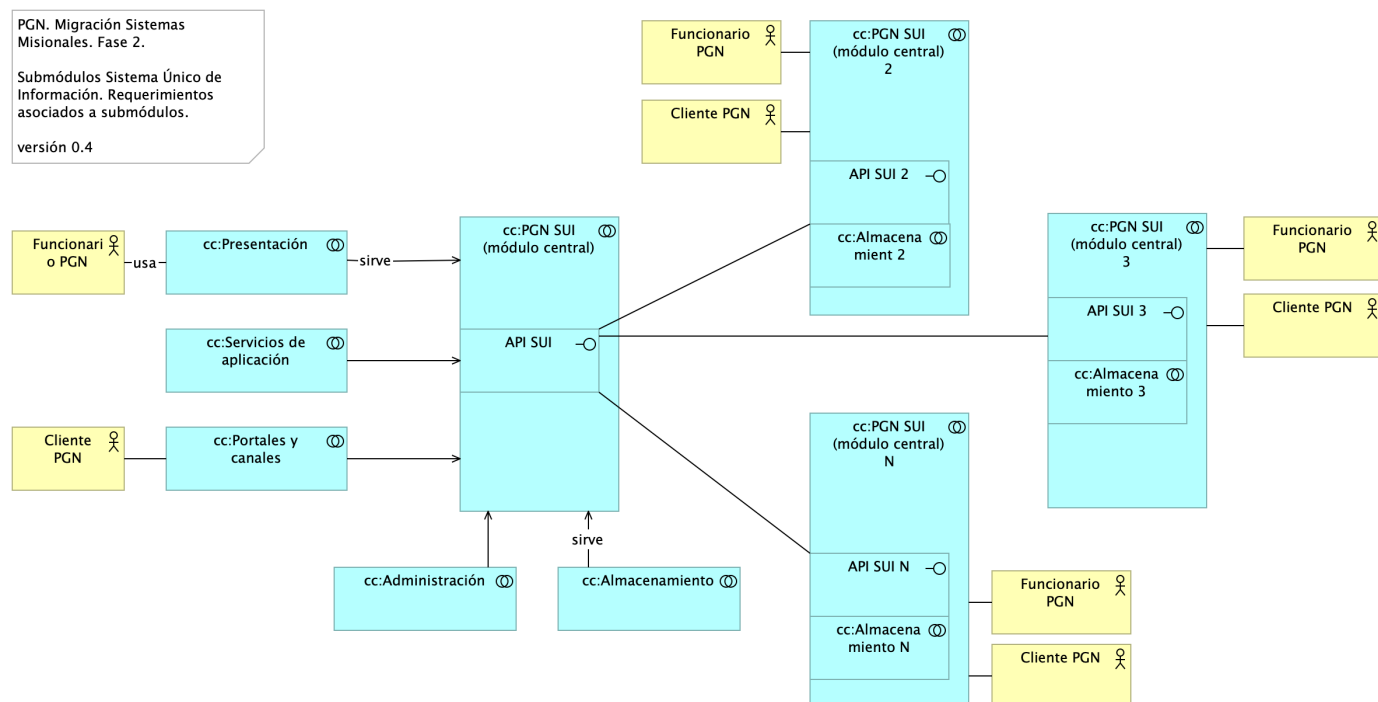 PGN. Migración Sistemas
Misionales. Fase 2.
Submódulos Sistema Único de
Información. Requerimientos
asociados a submódulos.
versión 0.4
Funcionario
PGN
Cliente PGN
cc:PGN SUI
(módulo central)
2
API SUI 2
cc:Almacena
mient 2
Funcionari
o PGN
usa
cc:Presentación
sirve
cc:PGN SUI
(módulo central)
API SUI
cc:Servicios de
aplicación
Cliente
PGN
cc:Portales y
canales
cc:Administración
sirve
cc:Almacenamiento
cc:PGN SUI
(módulo central)
3
API SUI 3
cc:Almacena
miento 3
Funcionario
PGN
Cliente PGN
cc:PGN SUI
(módulo central)
N
API SUI N
cc:Almacena
miento N
Funcionario
PGN
Cliente PGN